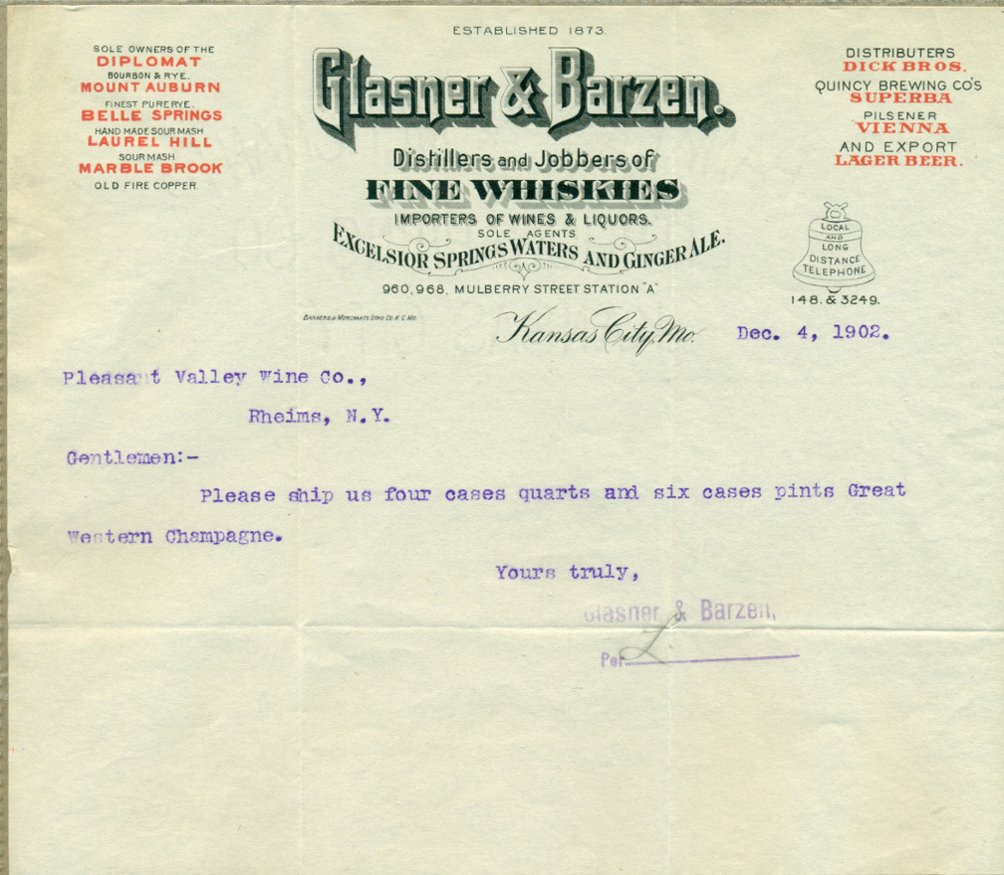 ESTABLISHED 1873.
SOLE OWNERS OF THE
DIPLOMAT
BOURBON & RYE.
MOUNT AUBURN
FINEST PURE RYE.
BELLE SPRINGS
HAND MADE SOUR MASH
LAUREL HILL
SOUR MASH
MARBLE BROOK
OLD FIRE COPPER
Glasner & Barzen.
Distillers and Jobbers of
FINE WHISKIES
IMPORTERS OF WINES & LIQUORS.
SOLE AGENTS
EXCELSIOR SPRINGS WATERS AND GINGER ALE.
960,968, MULBERRY STREET STATION "A"
DISTRIBUTERS
DICK BROS.
QUINCY BREWING CO'S
SUPERBA
PILSENER
VIENNA
AND EXPORT
LAGER BEER.
LOCAL
AND
LONG
DISTANCE
TELEPHONE
148. & 3249.
BANKERS & MERCHANTS LITHO CO K.C. MO.
Kansas City, Mo. Dec. 4, 1902.
Pleasant Valley Wine Co.,
Rheims, N.Y.
Gentlemen:-
Please ship us four cases quarts and six cases pints Great
Western Champagne.
Yours truly,
Glasner & Barzen,
Per L.